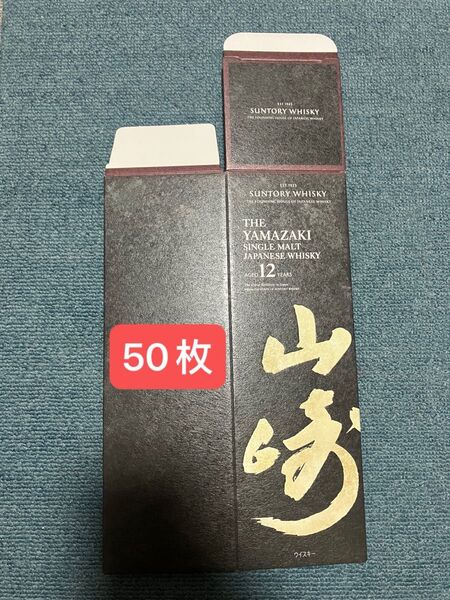 EST. 1923
SUNTORY WHISKY
THE FOUNDING HOUSE OF JAPANESE WHISKY
EST. 1923
SUNTORY WHISKY
THE FOUNDING HOUSE OF JAPANESE WHISKY
THE
YAMAZAKI
SINGLE MALT
JAPANESE WHISKY
AGED 12 YEARS
50枚
山崎
ウイスキー